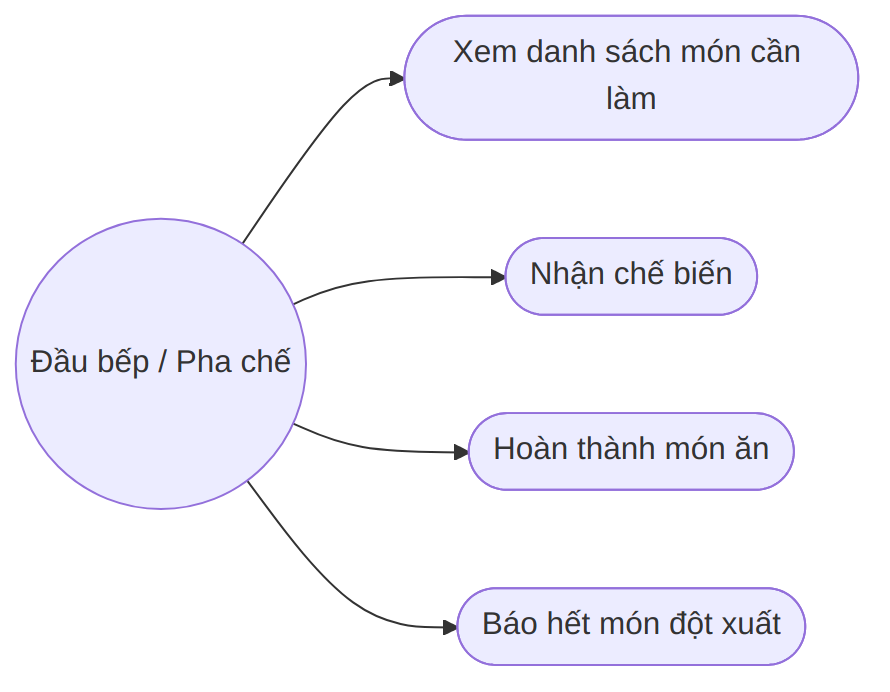 Xem danh sách món cần
làm
Nhận chế biến
Đầu bếp / Pha chế
Hoàn thành món ăn
Báo hết món đột xuất